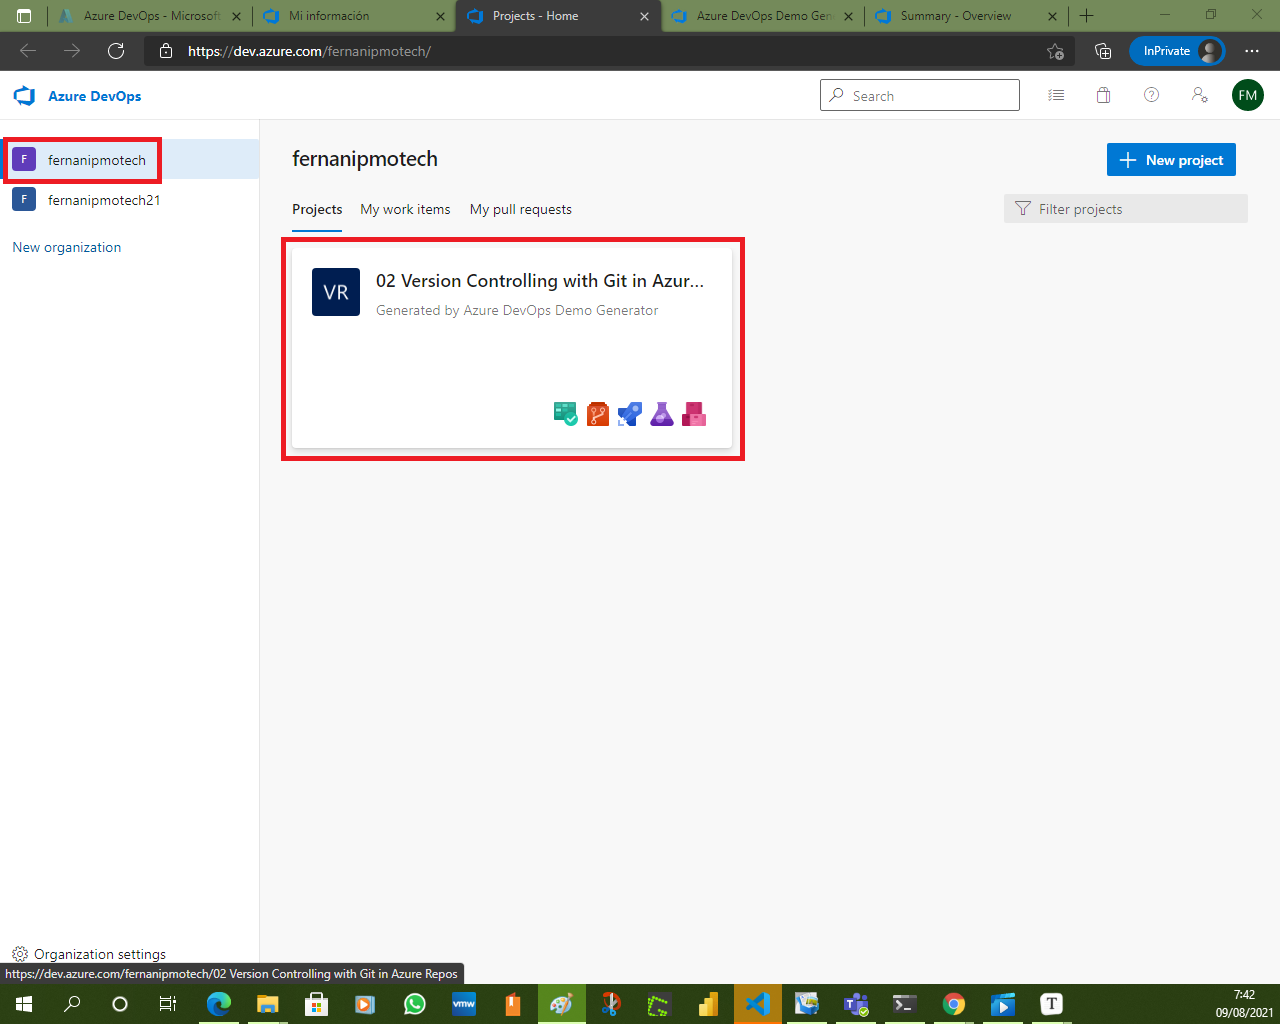 Azure DevOps - Microsoft
Mi información
Projects - Home
Azure DevOps Demo Gen
Summary - Overview
https://dev.azure.com/fernanipmotech/
InPrivate
Azure DevOps
Search
FM
F fernanipmotech
F fernanipmotech21
New organization
fernanipmotech
New project
Projects
My work items
My pull requests
Filter projects
VR
02 Version Controlling with Git in Azur...
Generated by Azure DevOps Demo Generator
Organization settings
https://dev.azure.com/fernanipmotech/02 Version Controlling with Git in Azure Repos
vmw
T
7:42
09/08/2021